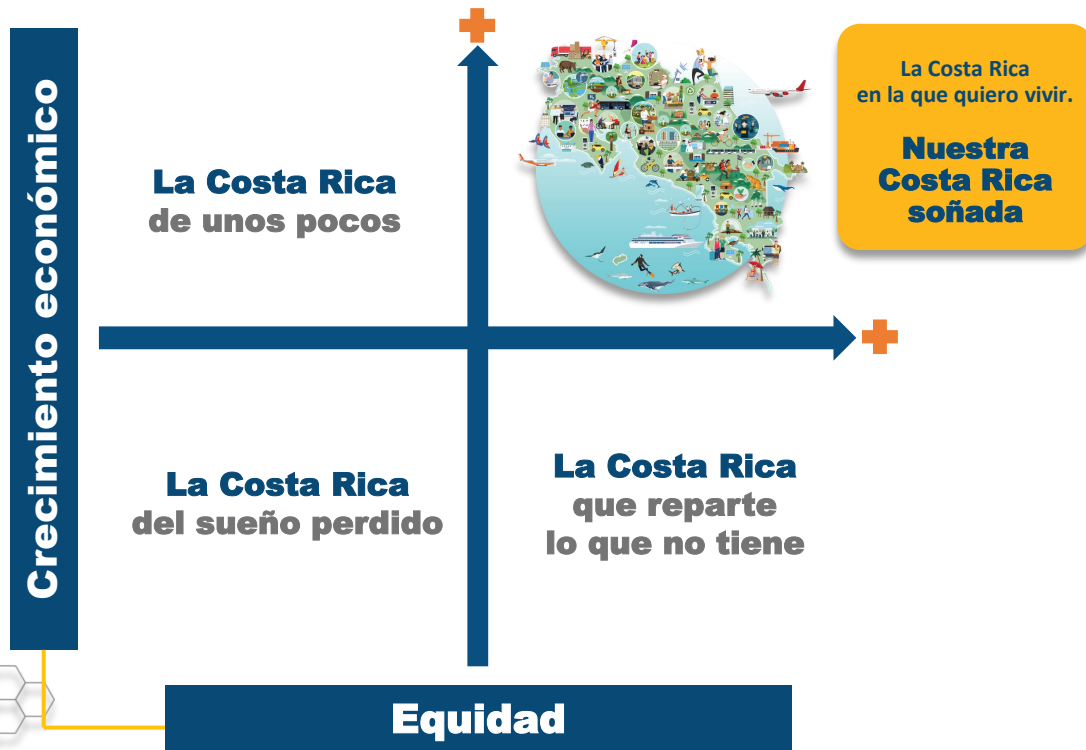 Crecimiento económico
La Costa Rica
de unos pocos
La Costa Rica
en la que quiero vivir.
Nuestra
Costa Rica
soñada
La Costa Rica
del sueño perdido
La Costa Rica
que reparte
lo que no tiene
Equidad